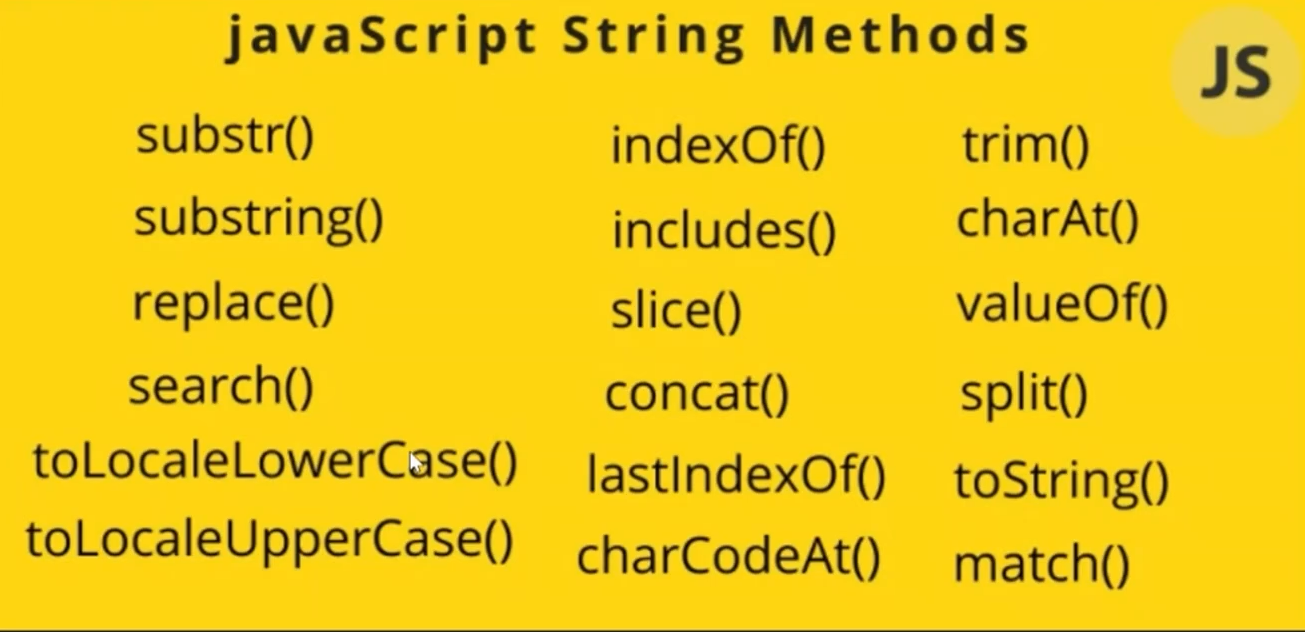 javaScript String Methods
JS
substr()
substring()
replace()
search()
toLocaleLowerCase()
toLocaleUpperCase()
indexOf()
includes()
slice()
concat()
lastIndexOf()
charCodeAt()
trim()
charAt()
valueOf()
split()
toString()
match()